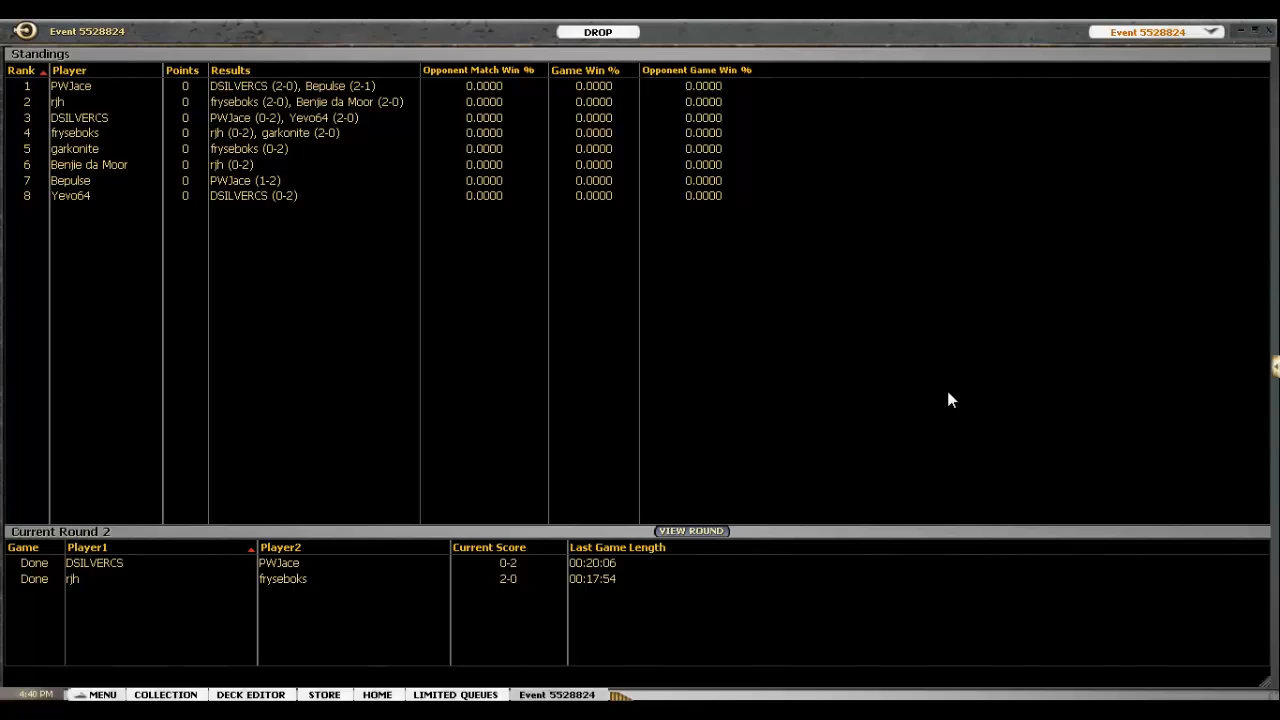 Event 5528824 DROP Event 5528824
Standings
Rank Player Points Results Opponent Match Win % Game Win % Opponent Game Win %
1 PWJace 0 DSILVERCS (2-0), Bepulse (2-1) 0.0000 0.0000 0.0000
2 rjh 0 fryseboks (2-0), Benjie da Moor (2-0) 0.0000 0.0000 0.0000
3 DSILVERCS 0 PWJace (0-2), Yevo64 (2-0) 0.0000 0.0000 0.0000
4 fryseboks 0 rjh (0-2), garkonite (2-0) 0.0000 0.0000 0.0000
5 garkonite 0 fryseboks (0-2) 0.0000 0.0000 0.0000
6 Benjie da Moor 0 rjh (0-2) 0.0000 0.0000 0.0000
7 Bepulse 0 PWJace (1-2) 0.0000 0.0000 0.0000
8 Yevo64 0 DSILVERCS (0-2) 0.0000 0.0000 0.0000
Current Round 2 VIEW ROUND
Game Player1 Player2 Current Score Last Game Length
Done DSILVERCS PWJace 0-2 00:20:06
Done rjh fryseboks 2-0 00:17:54
4:40 PM MENU COLLECTION DECK EDITOR STORE HOME LIMITED QUEUES Event 5528824